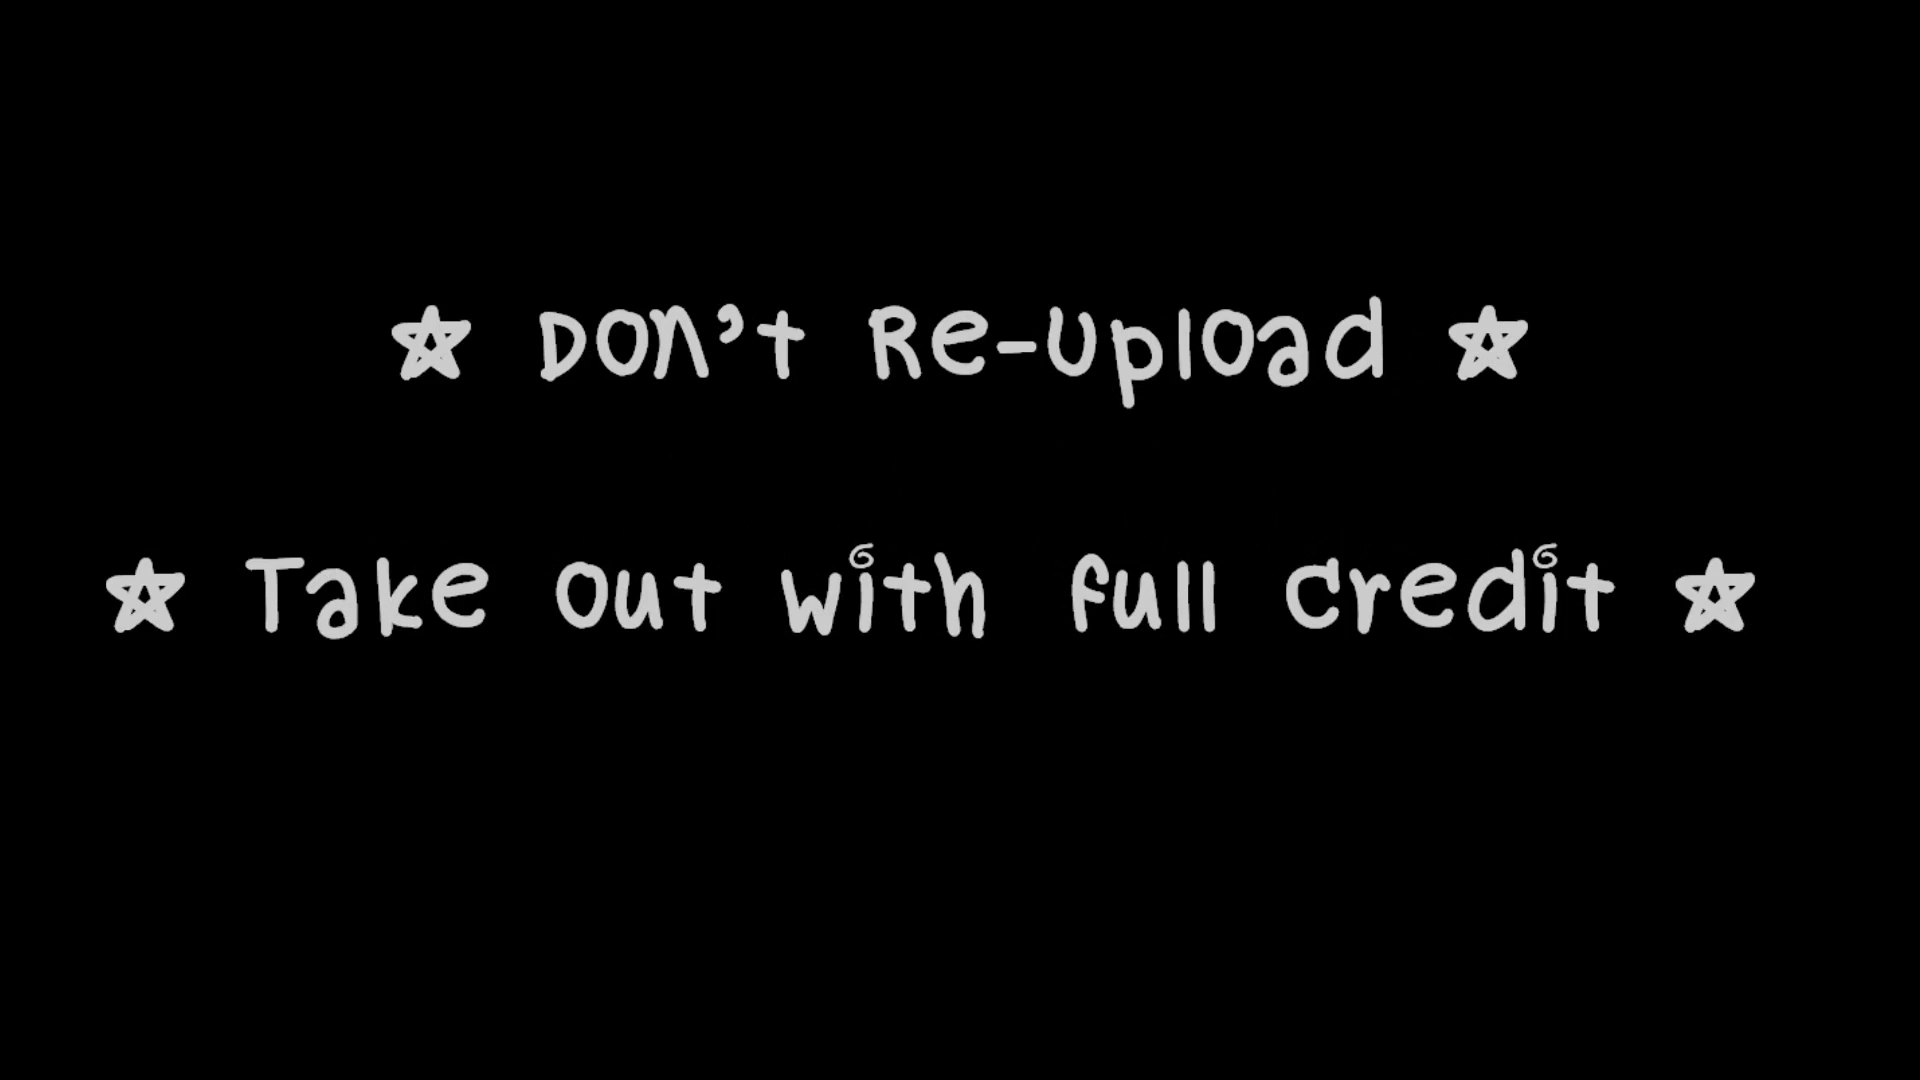 ☆ Don't Re-Upload ☆
☆ Take out with full credit ☆